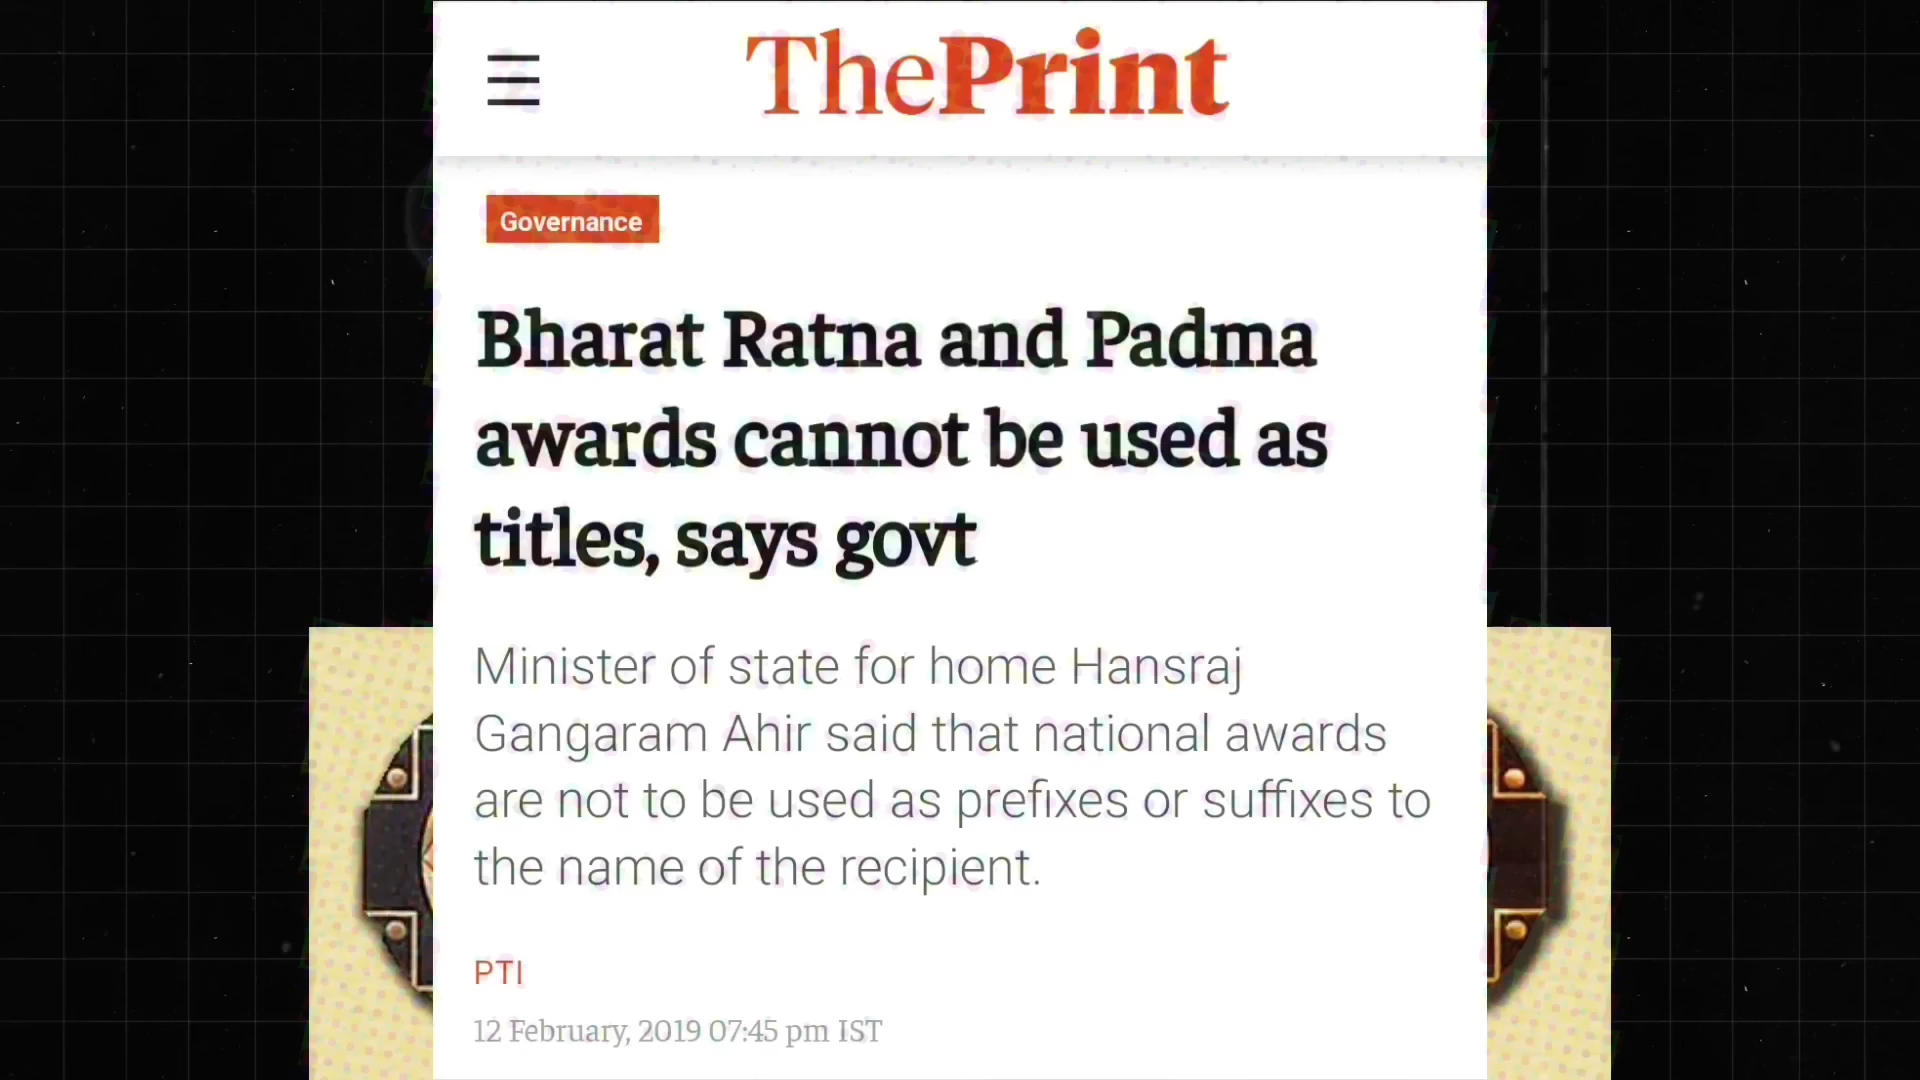 ThePrint
Governance
Bharat Ratna and Padma
awards cannot be used as
titles, says govt
Minister of state for home Hansraj
Gangaram Ahir said that national awards
are not to be used as prefixes or suffixes to
the name of the recipient.
PTI
12 February, 2019 07:45 pm IST